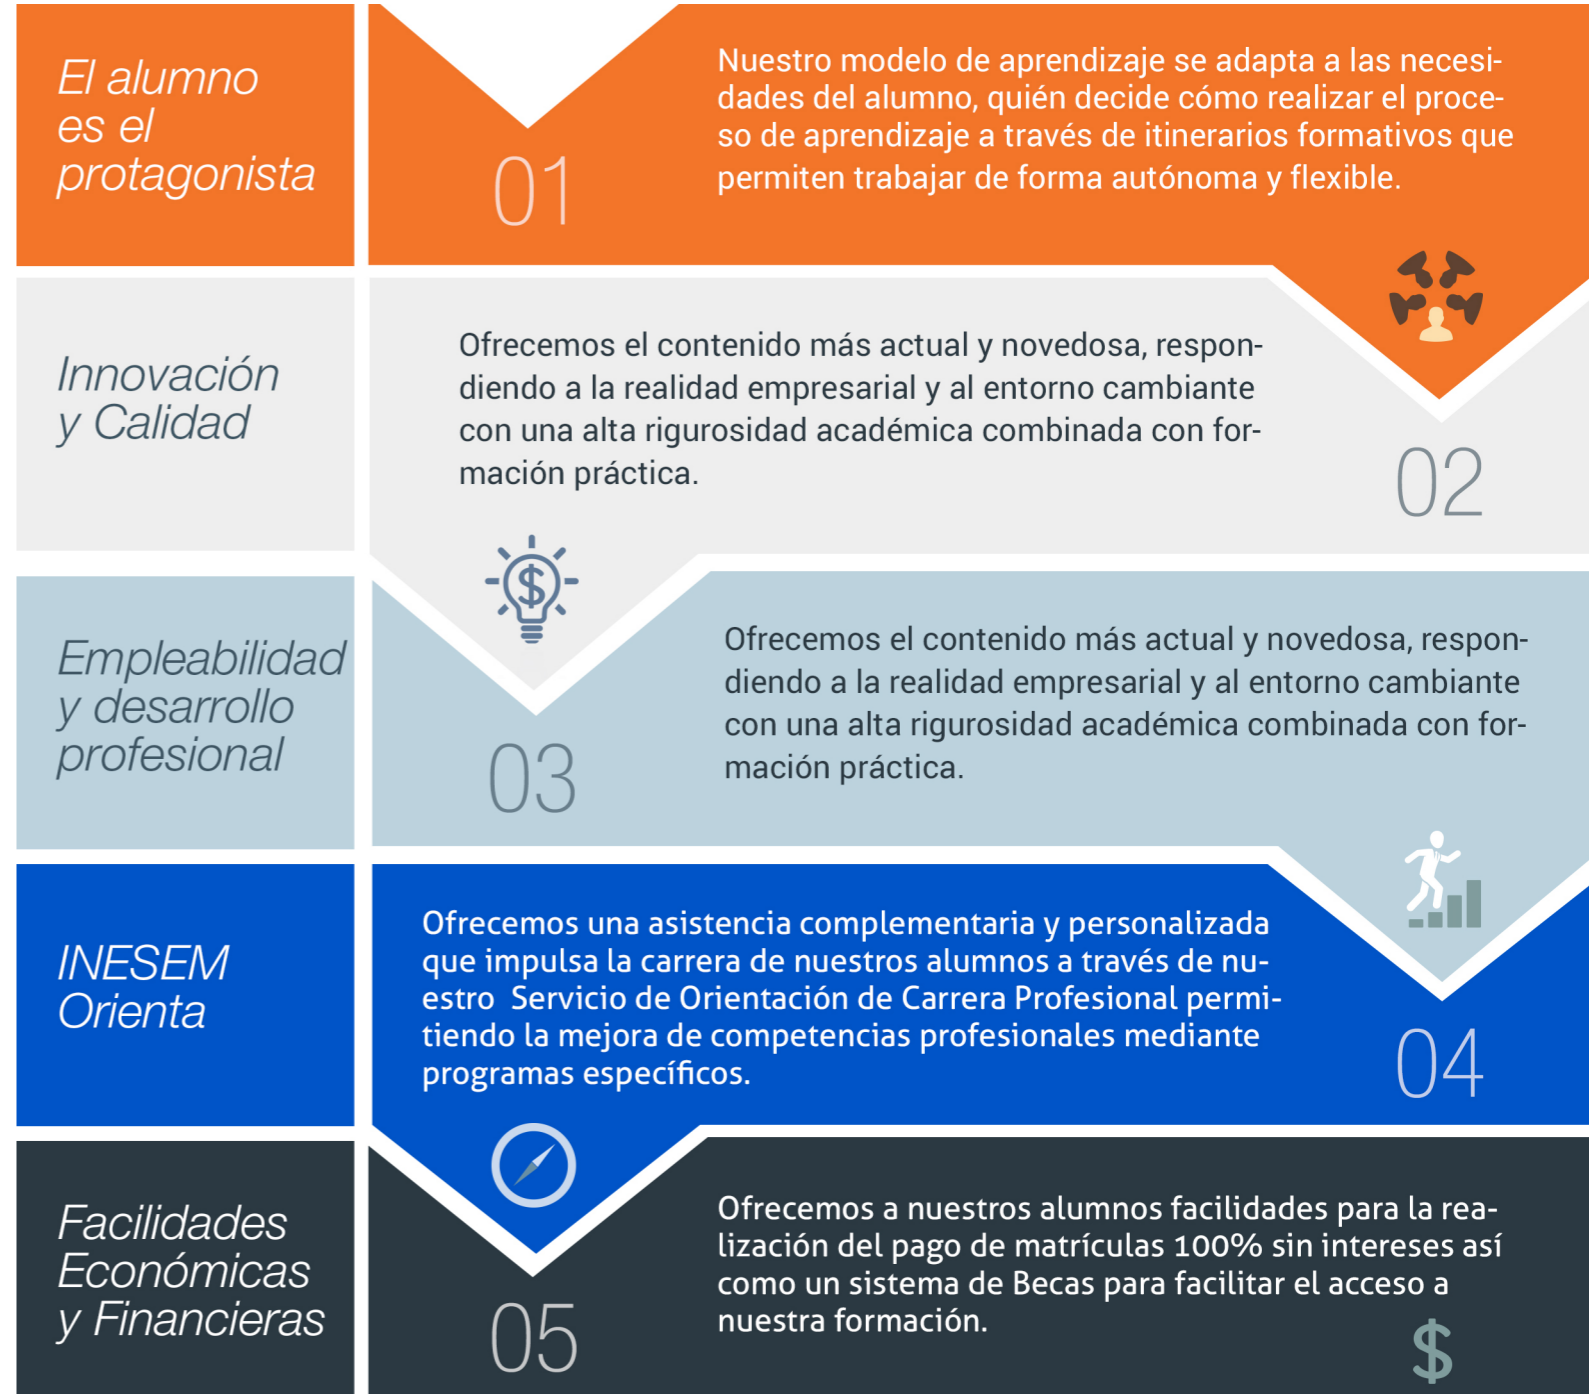 El alumno
es el
protagonista
01
Nuestro modelo de aprendizaje se adapta a las necesi-
dades del alumno, quién decide cómo realizar el proce-
so de aprendizaje a través de itinerarios formativos que
permiten trabajar de forma autónoma y flexible.
Innovación
y Calidad
Ofrecemos el contenido más actual y novedosa, respon-
diendo a la realidad empresarial y al entorno cambiante
con una alta rigurosidad académica combinada con for-
mación práctica.
02
$
Empleabilidad
y desarrollo
profesional
03
Ofrecemos el contenido más actual y novedosa, respon-
diendo a la realidad empresarial y al entorno cambiante
con una alta rigurosidad académica combinada con for-
mación práctica.
INESEM
Orienta
Ofrecemos una asistencia complementaria y personalizada
que impulsa la carrera de nuestros alumnos a través de nu-
estro  Servicio de Orientación de Carrera Profesional permi-
tiendo la mejora de competencias profesionales mediante
programas específicos.
04
Facilidades
Económicas
y Financieras
05
Ofrecemos a nuestros alumnos facilidades para la rea-
lización del pago de matrículas 100% sin intereses así
como un sistema de Becas para facilitar el acceso a
nuestra formación.
$